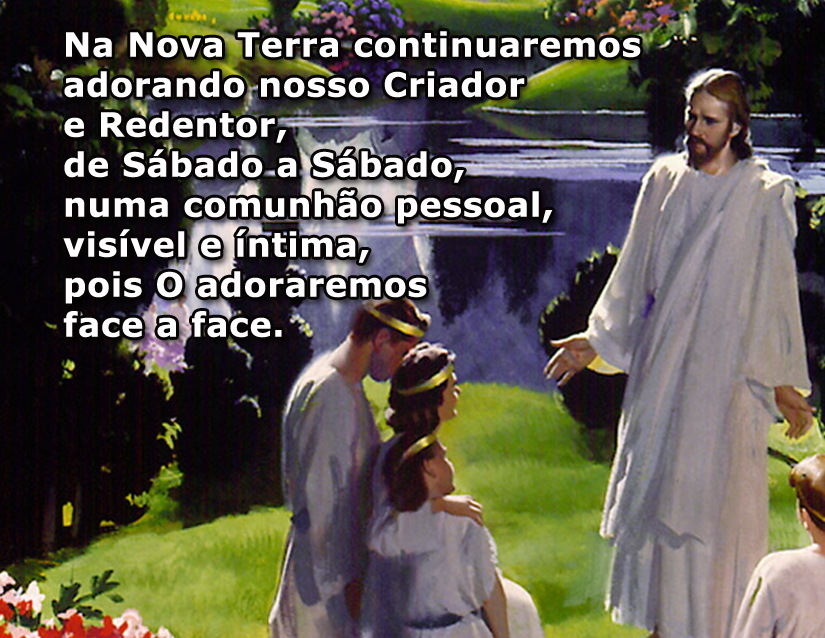 Na Nova Terra continuaremos
adorando nosso Criador
e Redentor,
de Sábado a Sábado,
numa comunhão pessoal,
visível e íntima,
pois O adoraremos
face a face.